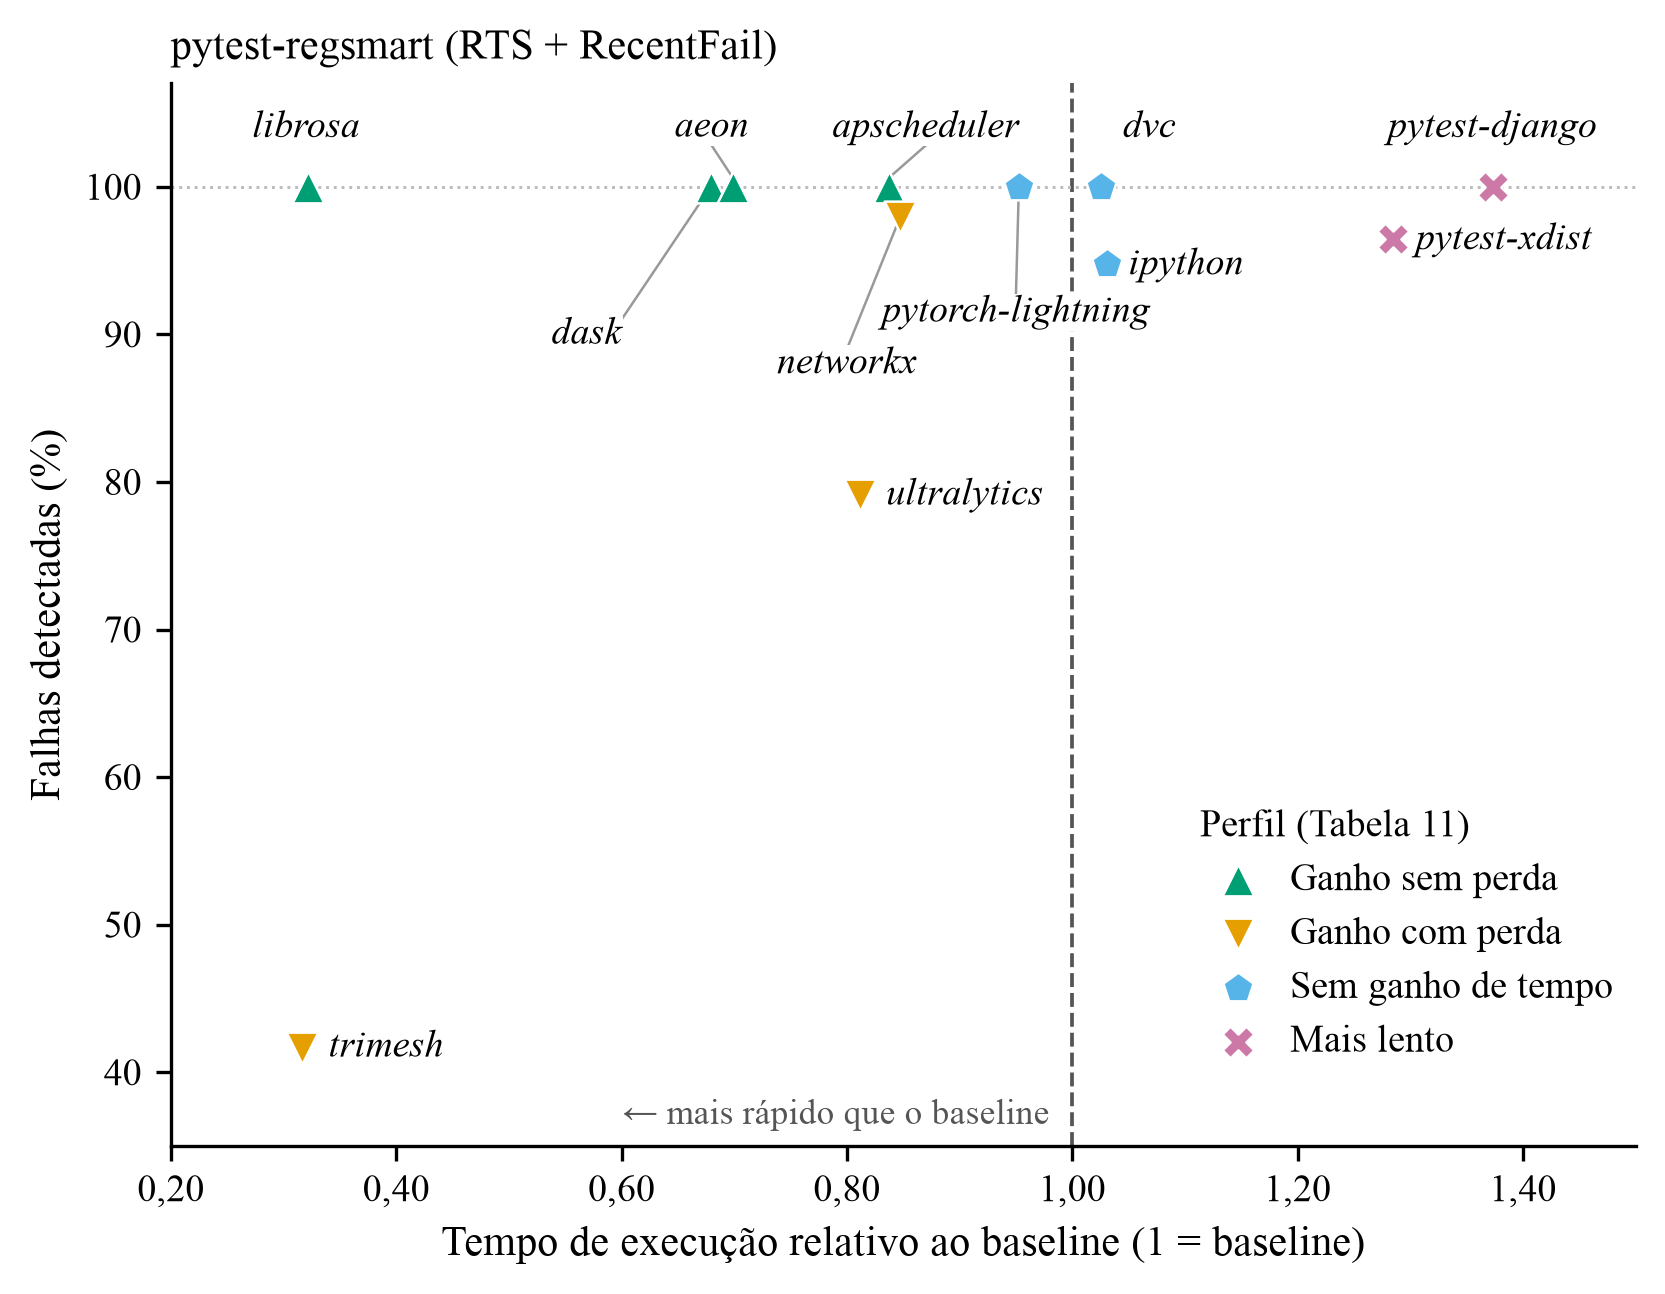 pytest-regsmart (RTS + RecentFail)
librosa
aeon
apscheduler
dvc
pytest-django
100
pytest-xdist
ipython
pytorch-lightning
dask
90
networkx
80
ultralytics
Falhas detectadas (%)
70
60
50
40
trimesh
Perfil (Tabela 11)
Ganho sem perda
Ganho com perda
Sem ganho de tempo
Mais lento
← mais rápido que o baseline
0,20
0,40
0,60
0,80
1,00
1,20
1,40
Tempo de execução relativo ao baseline (1 = baseline)